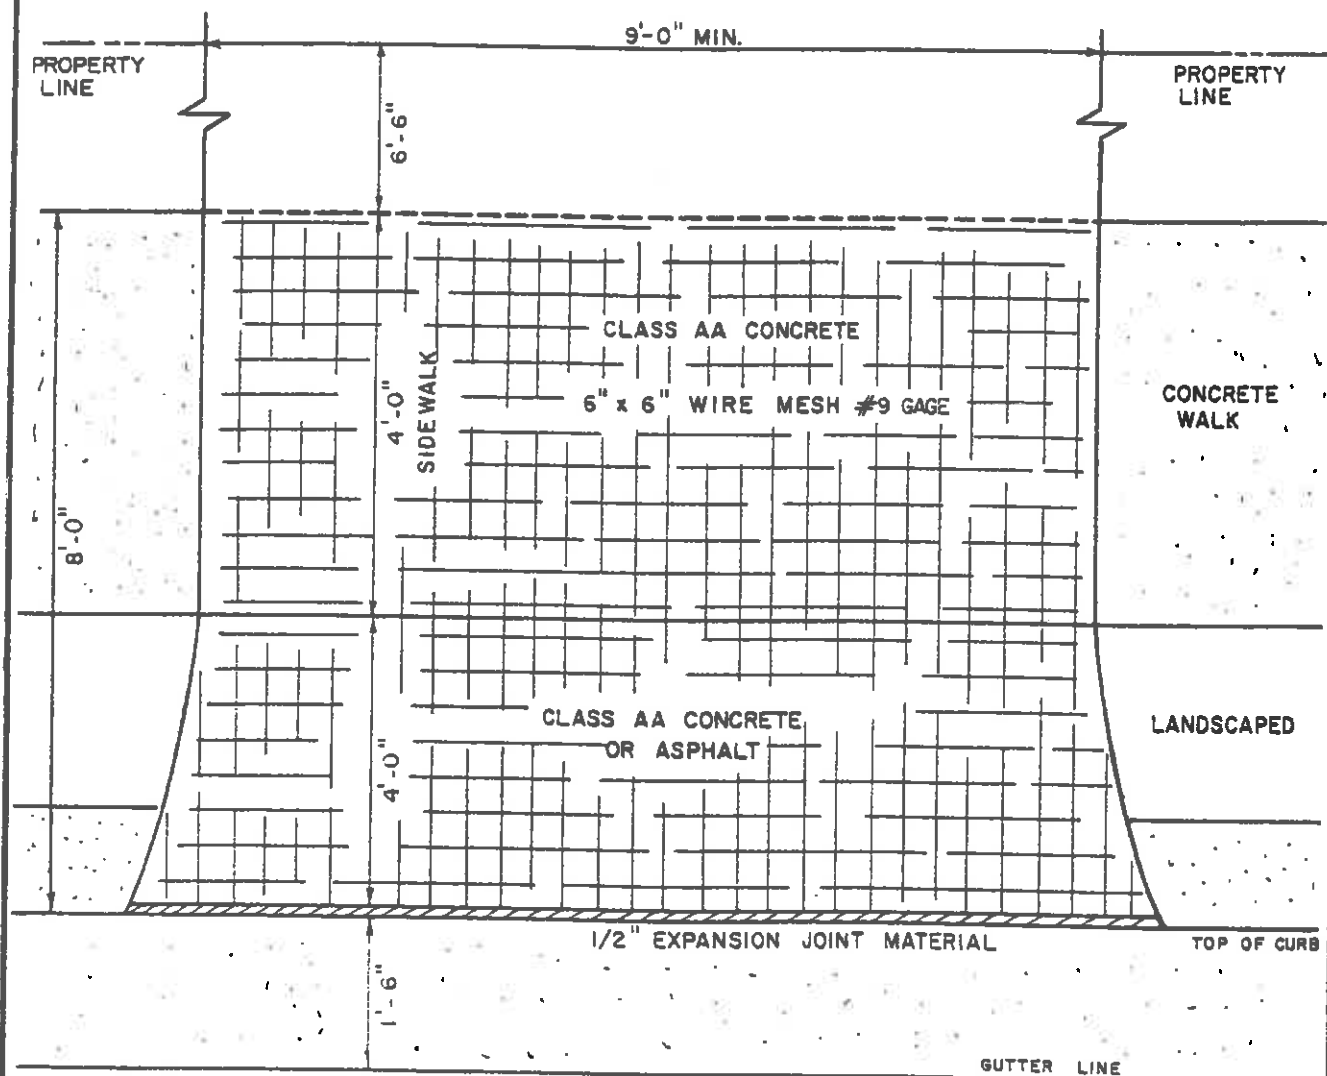 9'-0" MIN.
PROPERTY
LINE
PROPERTY
LINE
6'-6"
CLASS AA CONCRETE
6" x 6" WIRE MESH #9 GAGE
4'-0"
SIDEWALK
CONCRETE
WALK
8'-0"
CLASS AA CONCRETE
OR ASPHALT
LANDSCAPED
4'-0"
1/2" EXPANSION JOINT MATERIAL
TOP OF CURB
1'-6"
GUTTER LINE